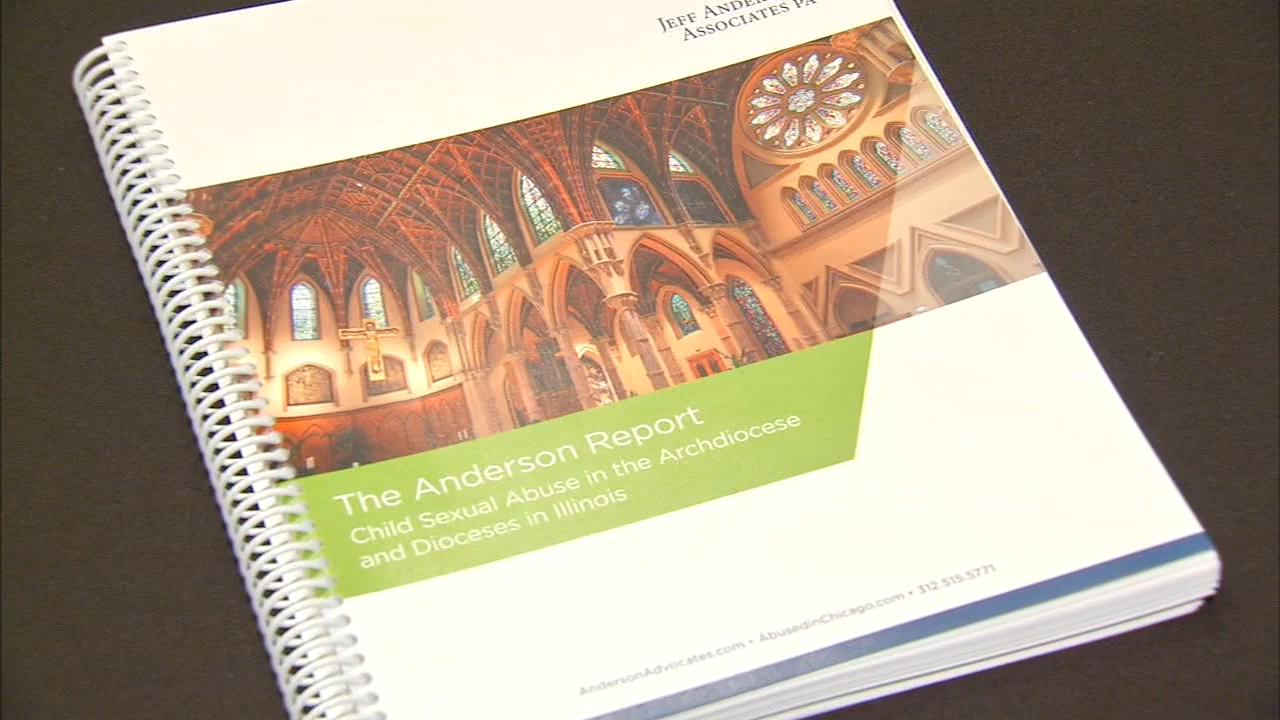 JEFF ANDER
ASSOCIATES PA
The Anderson Report
Child Sexual Abuse in the Archdiocese
and Dioceses in Illinois
AndersonAdvocates.com • AbusedinChicago.com • 312.515.5771